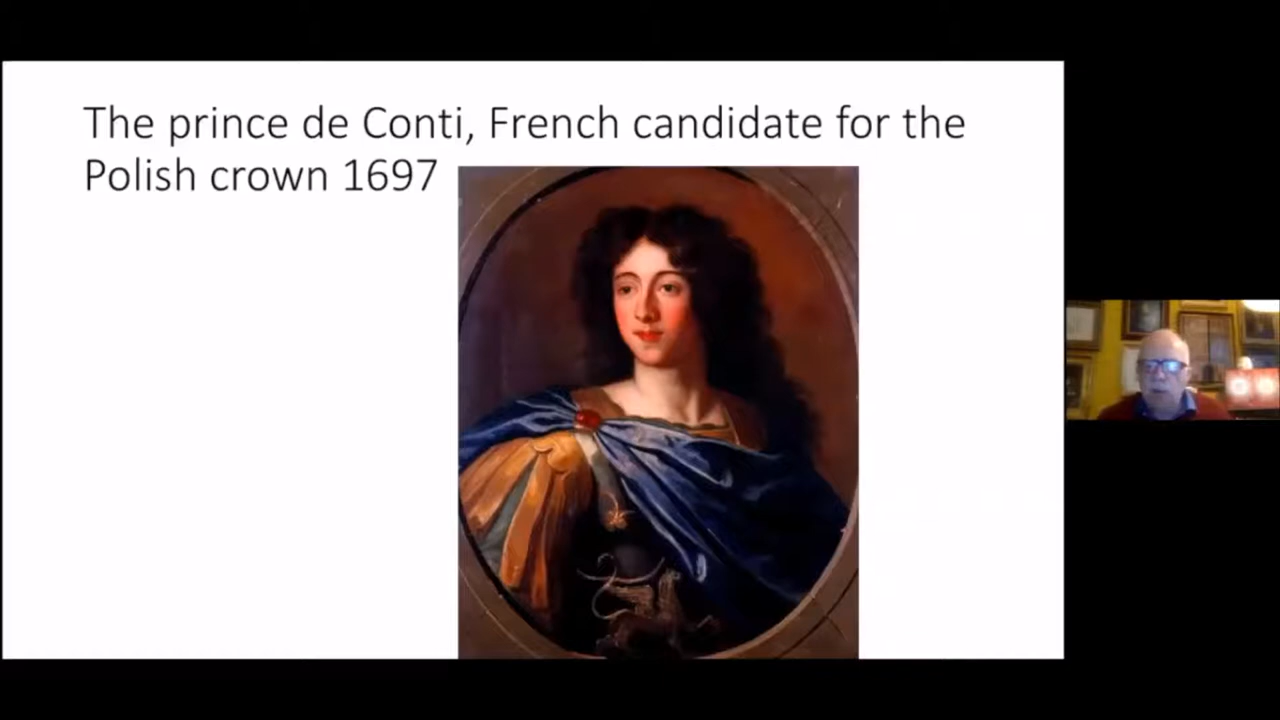 The prince de Conti, French candidate for the
Polish crown 1697